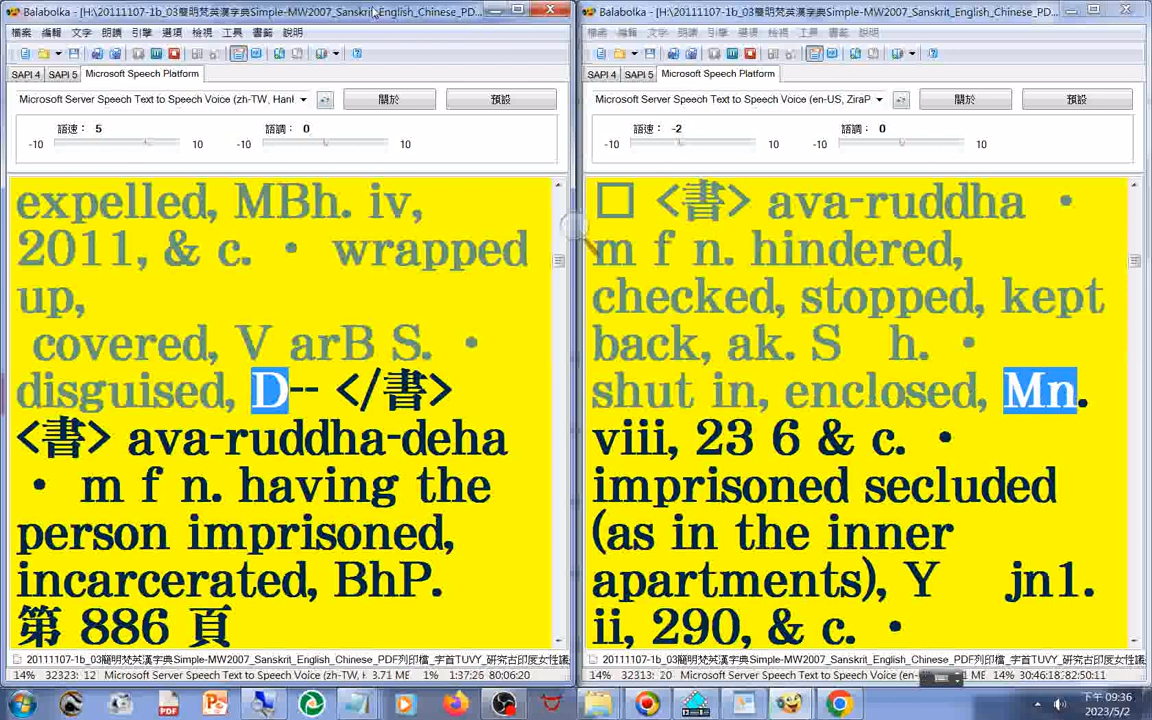 Balabolka - [H:\20111107-1b_03簡明梵英漢字典Simple-MW2007_Sanskrit_English_Chinese_PD...
檔案 編輯 文字 朗讀 引擎 選項 檢視 工具 書籤 說明
SAPI 4 SAPI 5 Microsoft Speech Platform
Microsoft Server Speech Text to Speech Voice (zh-TW, Hanl 關於 預設
語速： 5 語調： 0
-10 10 -10 10
expelled, MBh. iv,
2011, & c. • wrapped
up,
covered, V arB S. •
disguised, D-- </書>
<書> ava-ruddha-deha
• m f n. having the
person imprisoned,
incarcerated, BhP.
第 886 頁
20111107-1b_03簡明梵英漢字典Simple-MW2007_Sanskrit_English_Chinese_PDF列印檔_字首TUVY_研究古印度女性議
14% 32323: 12 Microsoft Server Speech Text to Speech Voice (zh-TW, H 3.71 ME 1% 1:37:26 80:06:20
Balabolka - [H:\20111107-1b_03簡明梵英漢字典Simple-MW2007_Sanskrit_English_Chinese_PD...
檔案 編輯 文字 朗讀 引擎 選項 檢視 工具 書籤 說明
SAPI 4 SAPI 5 Microsoft Speech Platform
Microsoft Server Speech Text to Speech Voice (en-US, ZiraP 關於 預設
語速： -2 語調： 0
-10 10 -10 10
□ <書> ava-ruddha •
m f n. hindered,
checked, stopped, kept
back, ak. S h. •
shut in, enclosed, Mn.
viii, 23 6 & c. •
imprisoned secluded
(as in the inner
apartments), Y jn1.
ii, 290, & c. •
20111107-1b_03簡明梵英漢字典Simple-MW2007_Sanskrit_English_Chinese_PDF列印檔_字首TUVY_研究古印度女性議
14% 32313: 20 Microsoft Server Speech Text to Speech 14% 30:46:18:82:50:11
下午 09:36
2023/5/2